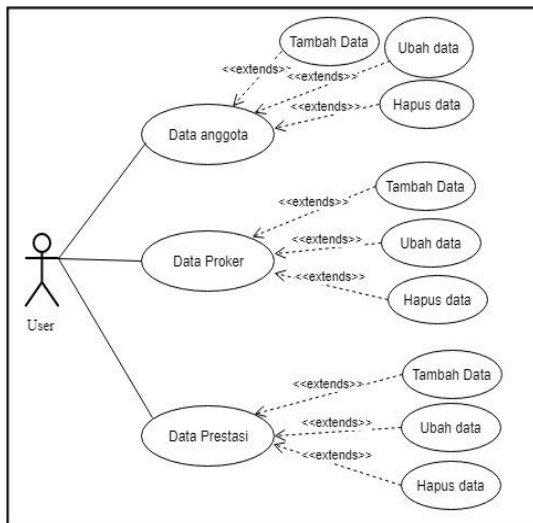 Tambah Data
Ubah data
<<extends>>
<<extends>>
Hapus data
<<extends>>
Data anggota
Tambah Data
<<extends>>
Ubah data
<<extends>>
Data Proker
Hapus data
<<extends>>
User
Tambah Data
<<extends>>
Ubah data
<<extends>>
Data Prestasi
<<extends>>
Hapus data